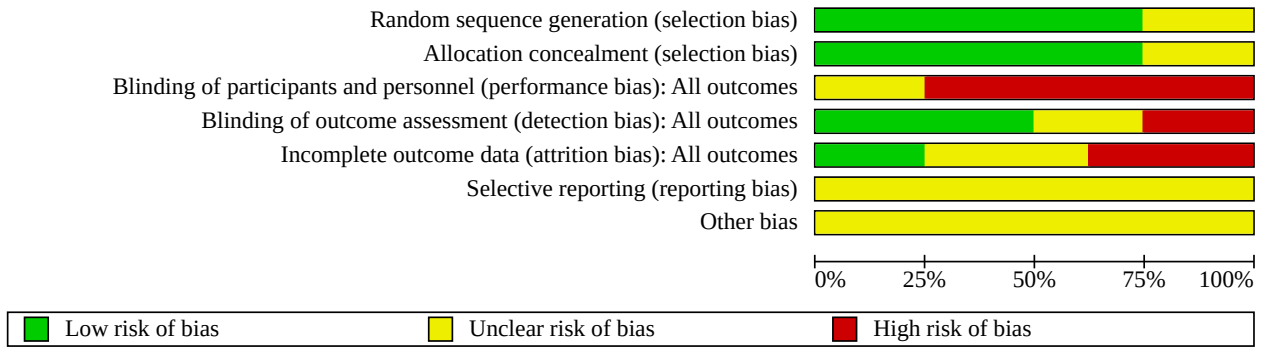 Random sequence generation (selection bias)
Allocation concealment (selection bias)
Blinding of participants and personnel (performance bias): All outcomes
Blinding of outcome assessment (detection bias): All outcomes
Incomplete outcome data (attrition bias): All outcomes
Selective reporting (reporting bias)
Other bias
0% 25% 50% 75% 100%
Low risk of bias Unclear risk of bias High risk of bias